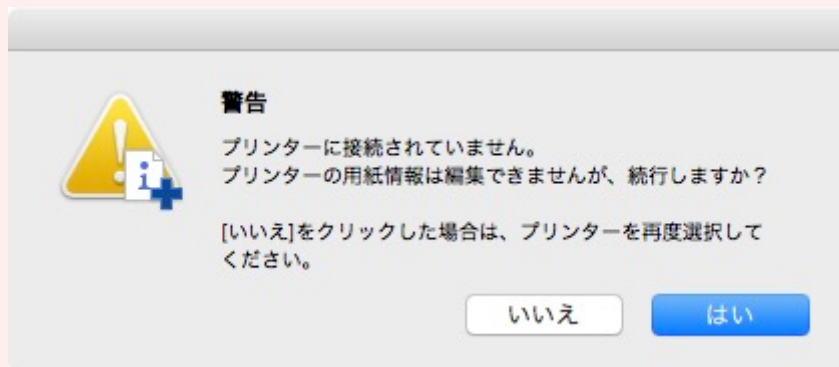 警告
プリンターに接続されていません。
プリンターの用紙情報は編集できませんが、続行しますか？
[いいえ]をクリックした場合は、プリンターを再度選択して
ください。
いいえ
はい